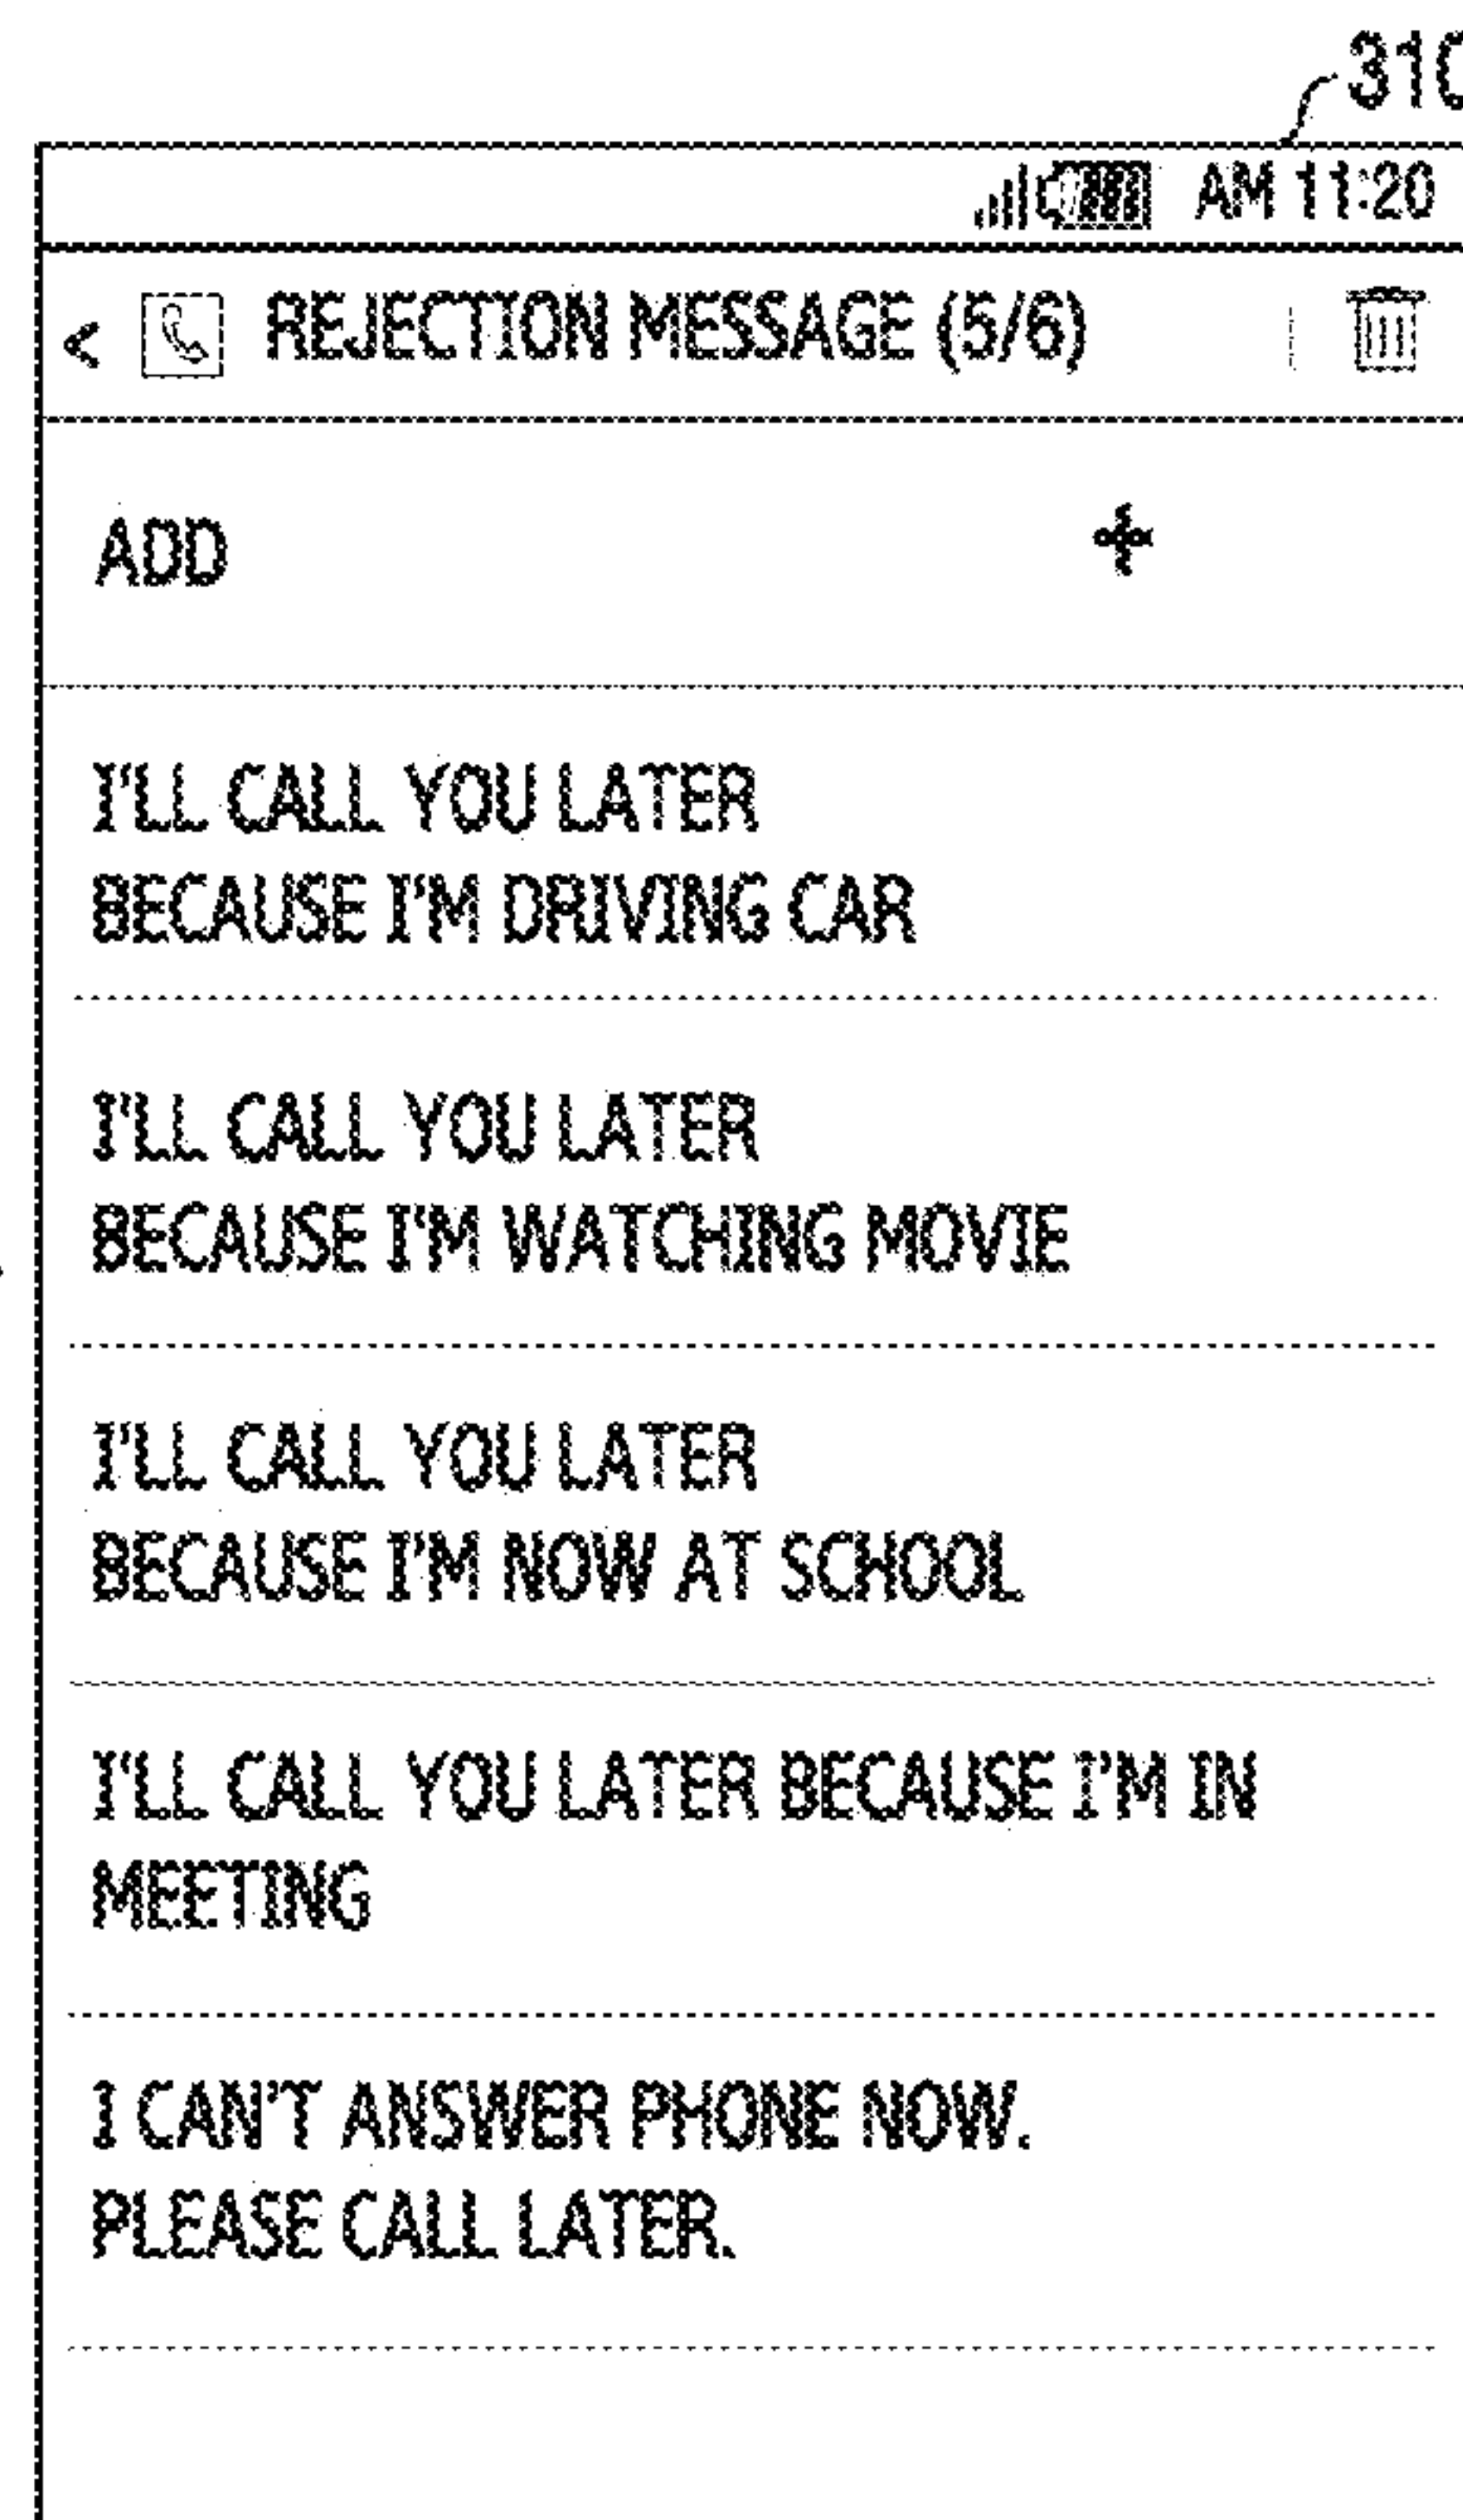 310
AM 11:20
< REJECTION MESSAGE (5/6)
ADD +
I'LL CALL YOU LATER
BECAUSE I'M DRIVING CAR
I'LL CALL YOU LATER
BECAUSE I'M WATCHING MOVIE
I'LL CALL YOU LATER
BECAUSE I'M NOW AT SCHOOL
I'LL CALL YOU LATER BECAUSE I'M IN
MEETING
I CAN'T ANSWER PHONE NOW.
PLEASE CALL LATER.